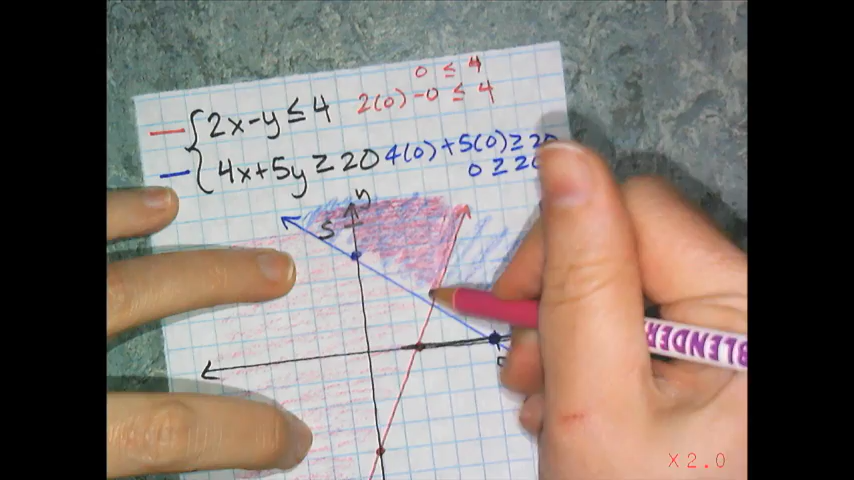 0 ≤ 4
2x-y ≤ 4 2(0) -0 ≤ 4
4x+5y ≥ 20 4(0) + 5(0) ≥ 20
0 ≥ 20
y
5
BLENDER
X2.0